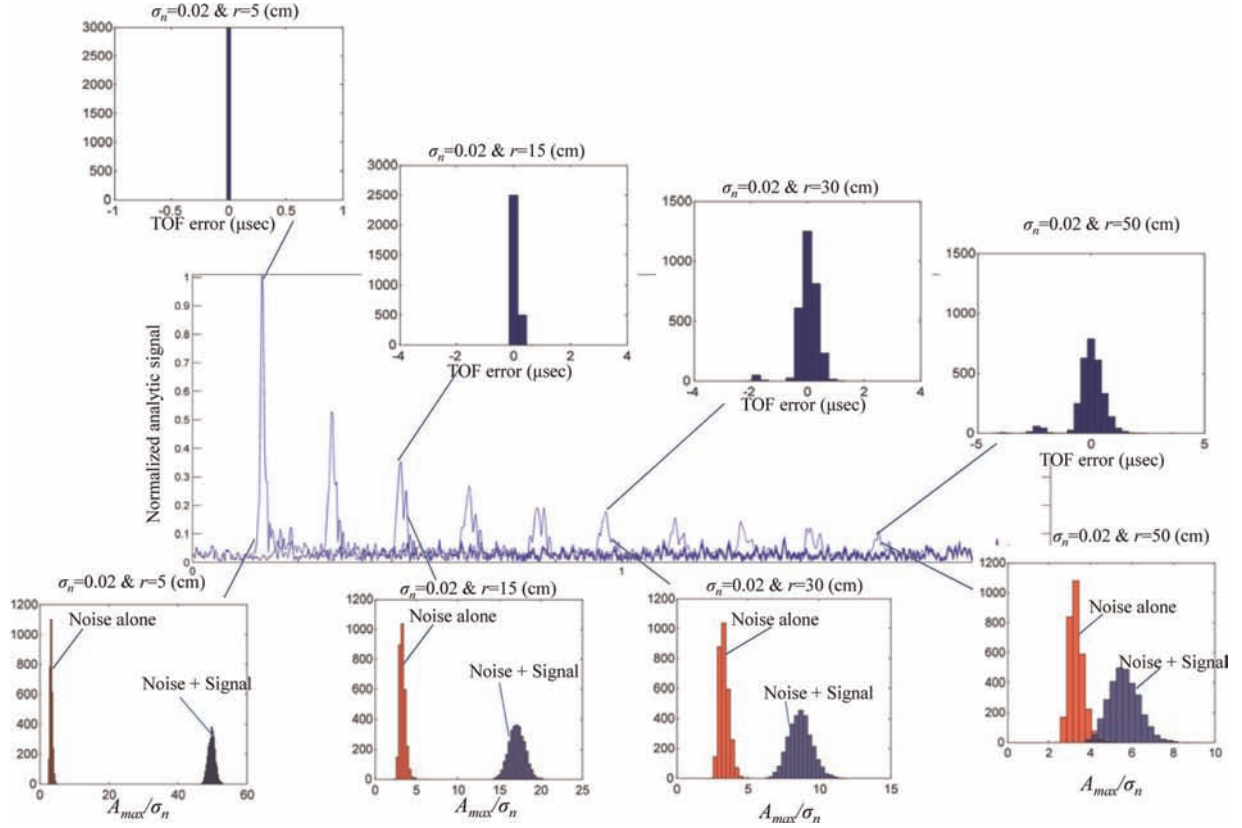 σn=0.02 & r=5 (cm)
3000
2500
2000
1500
1000
500
0
-1 -0.5 0 0.5 1
TOF error (μsec)
σn=0.02 & r=15 (cm)
3000
2500
2000
1500
1000
500
0
-4 -2 0 2 4
TOF error (μsec)
σn=0.02 & r=30 (cm)
1500
1000
500
0
-4 -2 0 2 4
TOF error (μsec)
σn=0.02 & r=50 (cm)
1500
1000
500
0
-5 0 5
TOF error (μsec)
Normalized analytic signal
1
0.9
0.8
0.7
0.6
0.5
0.4
0.3
0.2
0.1
0
0 1
σn=0.02 & r=5 (cm)
1200
1000
800
600
400
200
0
0 20 40 60
Noise alone
Noise + Signal
Amax/σn
σn=0.02 & r=15 (cm)
1200
1000
800
600
400
200
0
0 5 10 15 20 25
Noise alone
Noise + Signal
Amax/σn
σn=0.02 & r=30 (cm)
1200
1000
800
600
400
200
0
0 5 10 15
Noise alone
Noise + Signal
Amax/σn
σn=0.02 & r=50 (cm)
1200
1000
800
600
400
200
0
0 2 4 6 8 10
Noise alone
Noise + Signal
Amax/σn